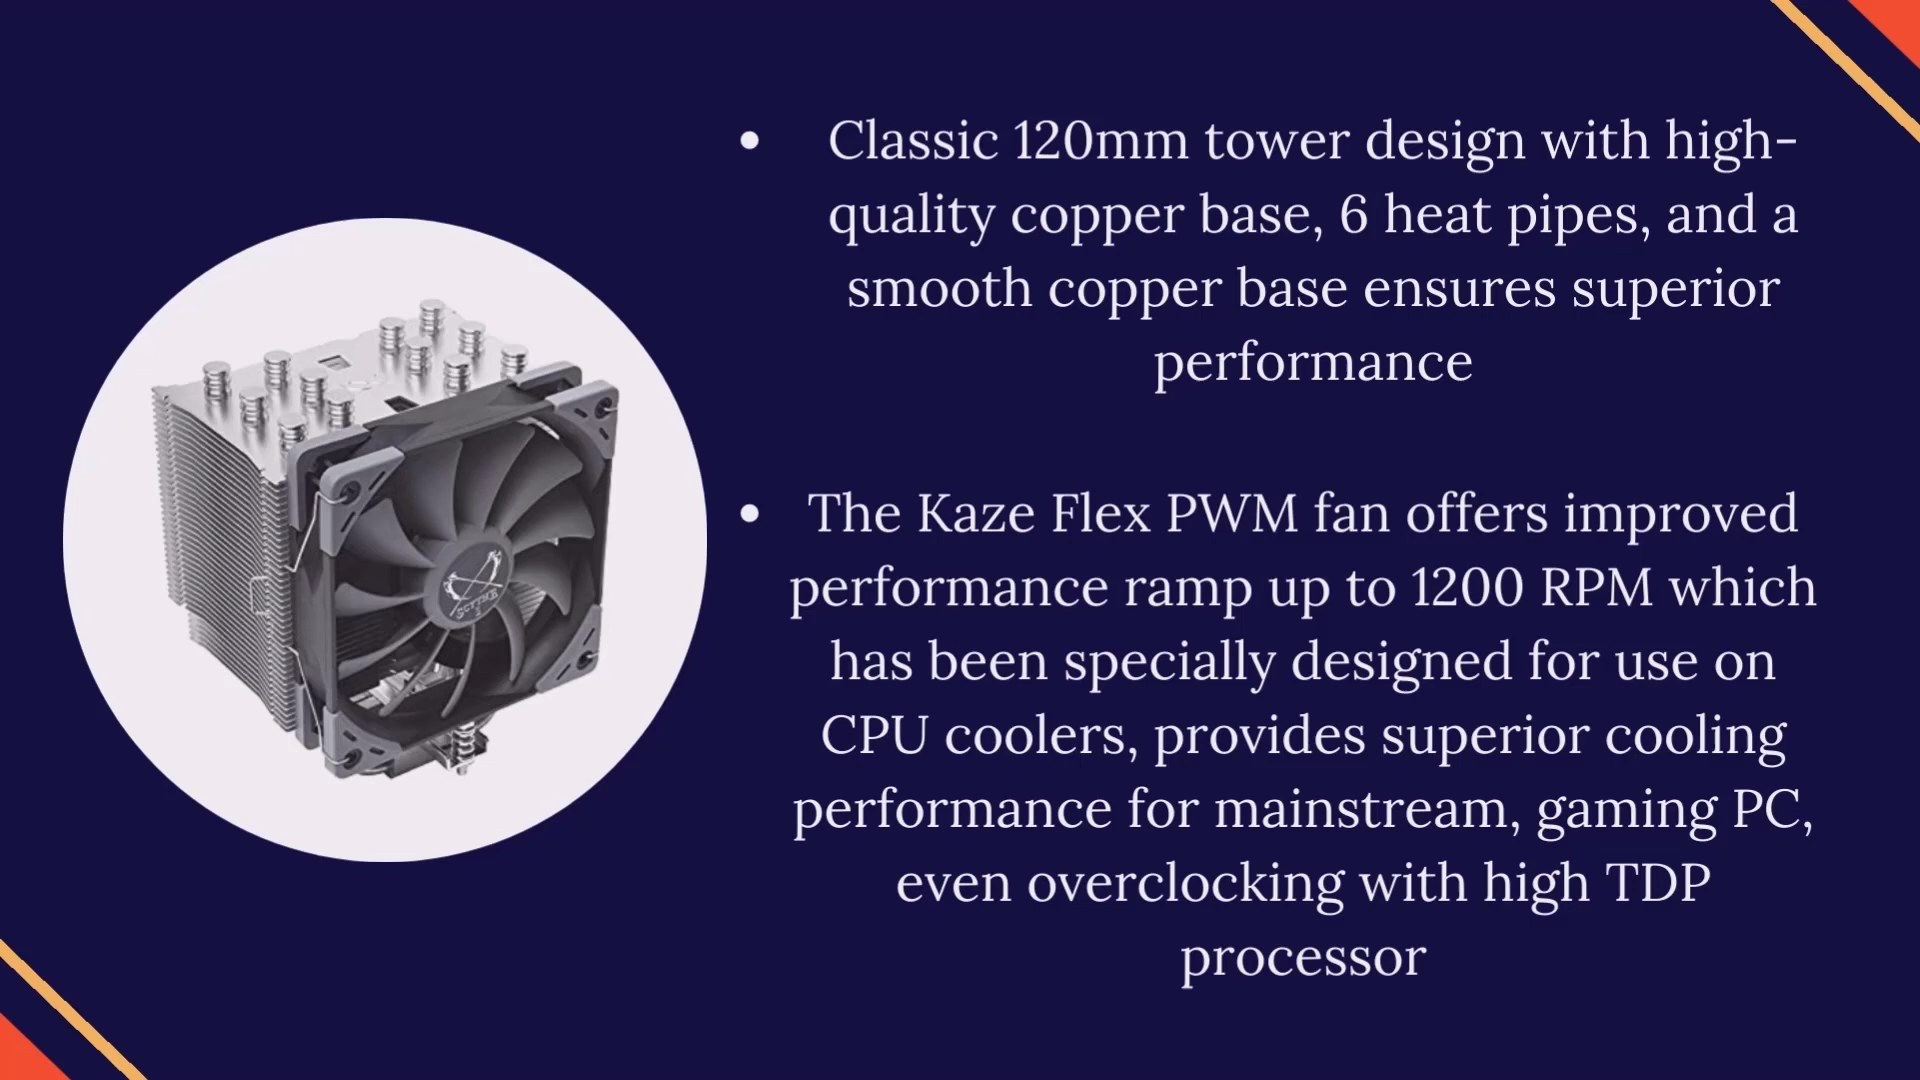 • Classic 120mm tower design with high-
quality copper base, 6 heat pipes, and a
smooth copper base ensures superior
performance
• The Kaze Flex PWM fan offers improved
performance ramp up to 1200 RPM which
has been specially designed for use on
CPU coolers, provides superior cooling
performance for mainstream, gaming PC,
even overclocking with high TDP
processor
SCYTHE